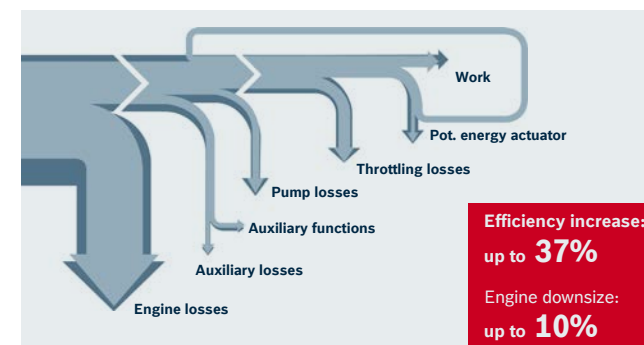 Work
Pot. energy actuator
Throttling losses
Pump losses
Auxiliary functions
Auxiliary losses
Engine losses
Efficiency increase:
up to 37%
Engine downsize:
up to 10%